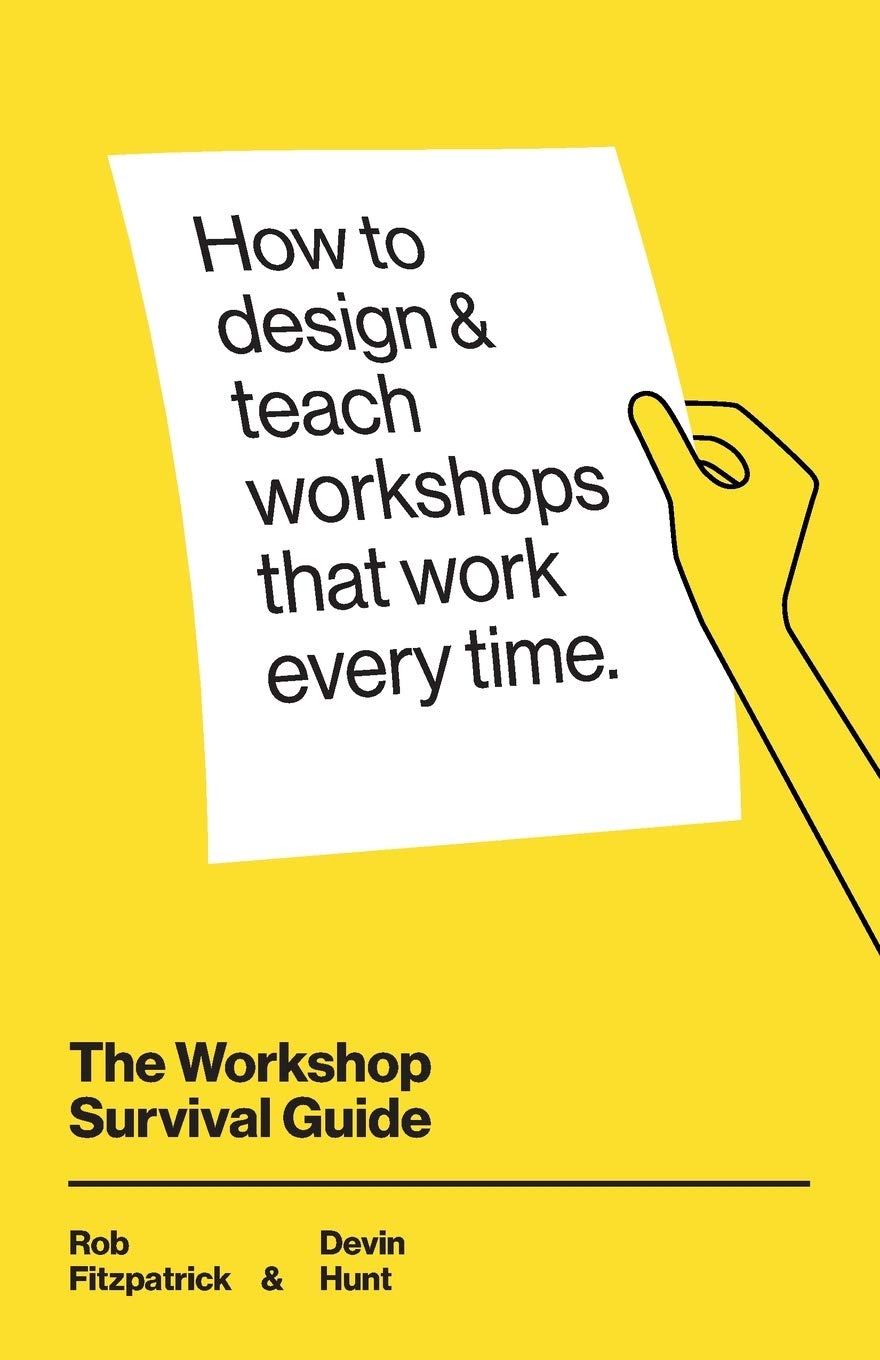 How to
design &
teach
workshops
that work
every time.
The Workshop
Survival Guide
Rob
Fitzpatrick &
Devin
Hunt